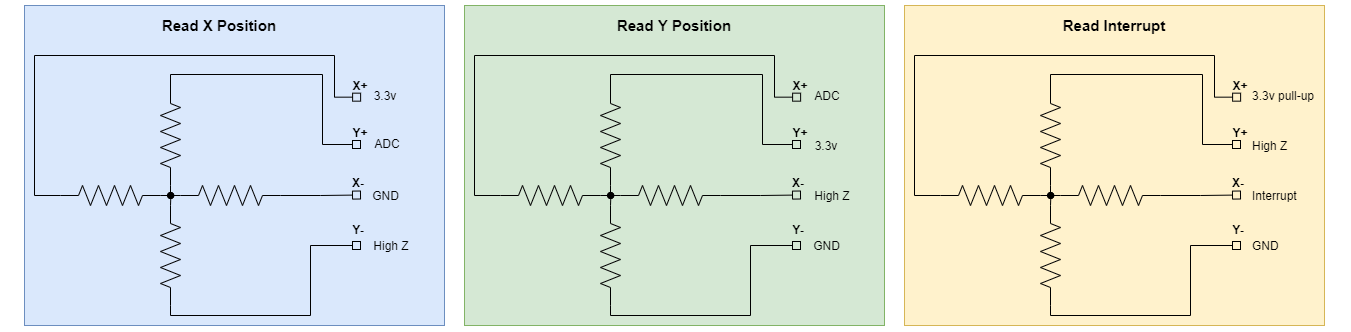 Read X Position
X+
3.3v
Y+
ADC
X-
GND
Y-
High Z
Read Y Position
X+
ADC
Y+
3.3v
X-
High Z
Y-
GND
Read Interrupt
X+
3.3v pull-up
Y+
High Z
X-
Interrupt
Y-
GND